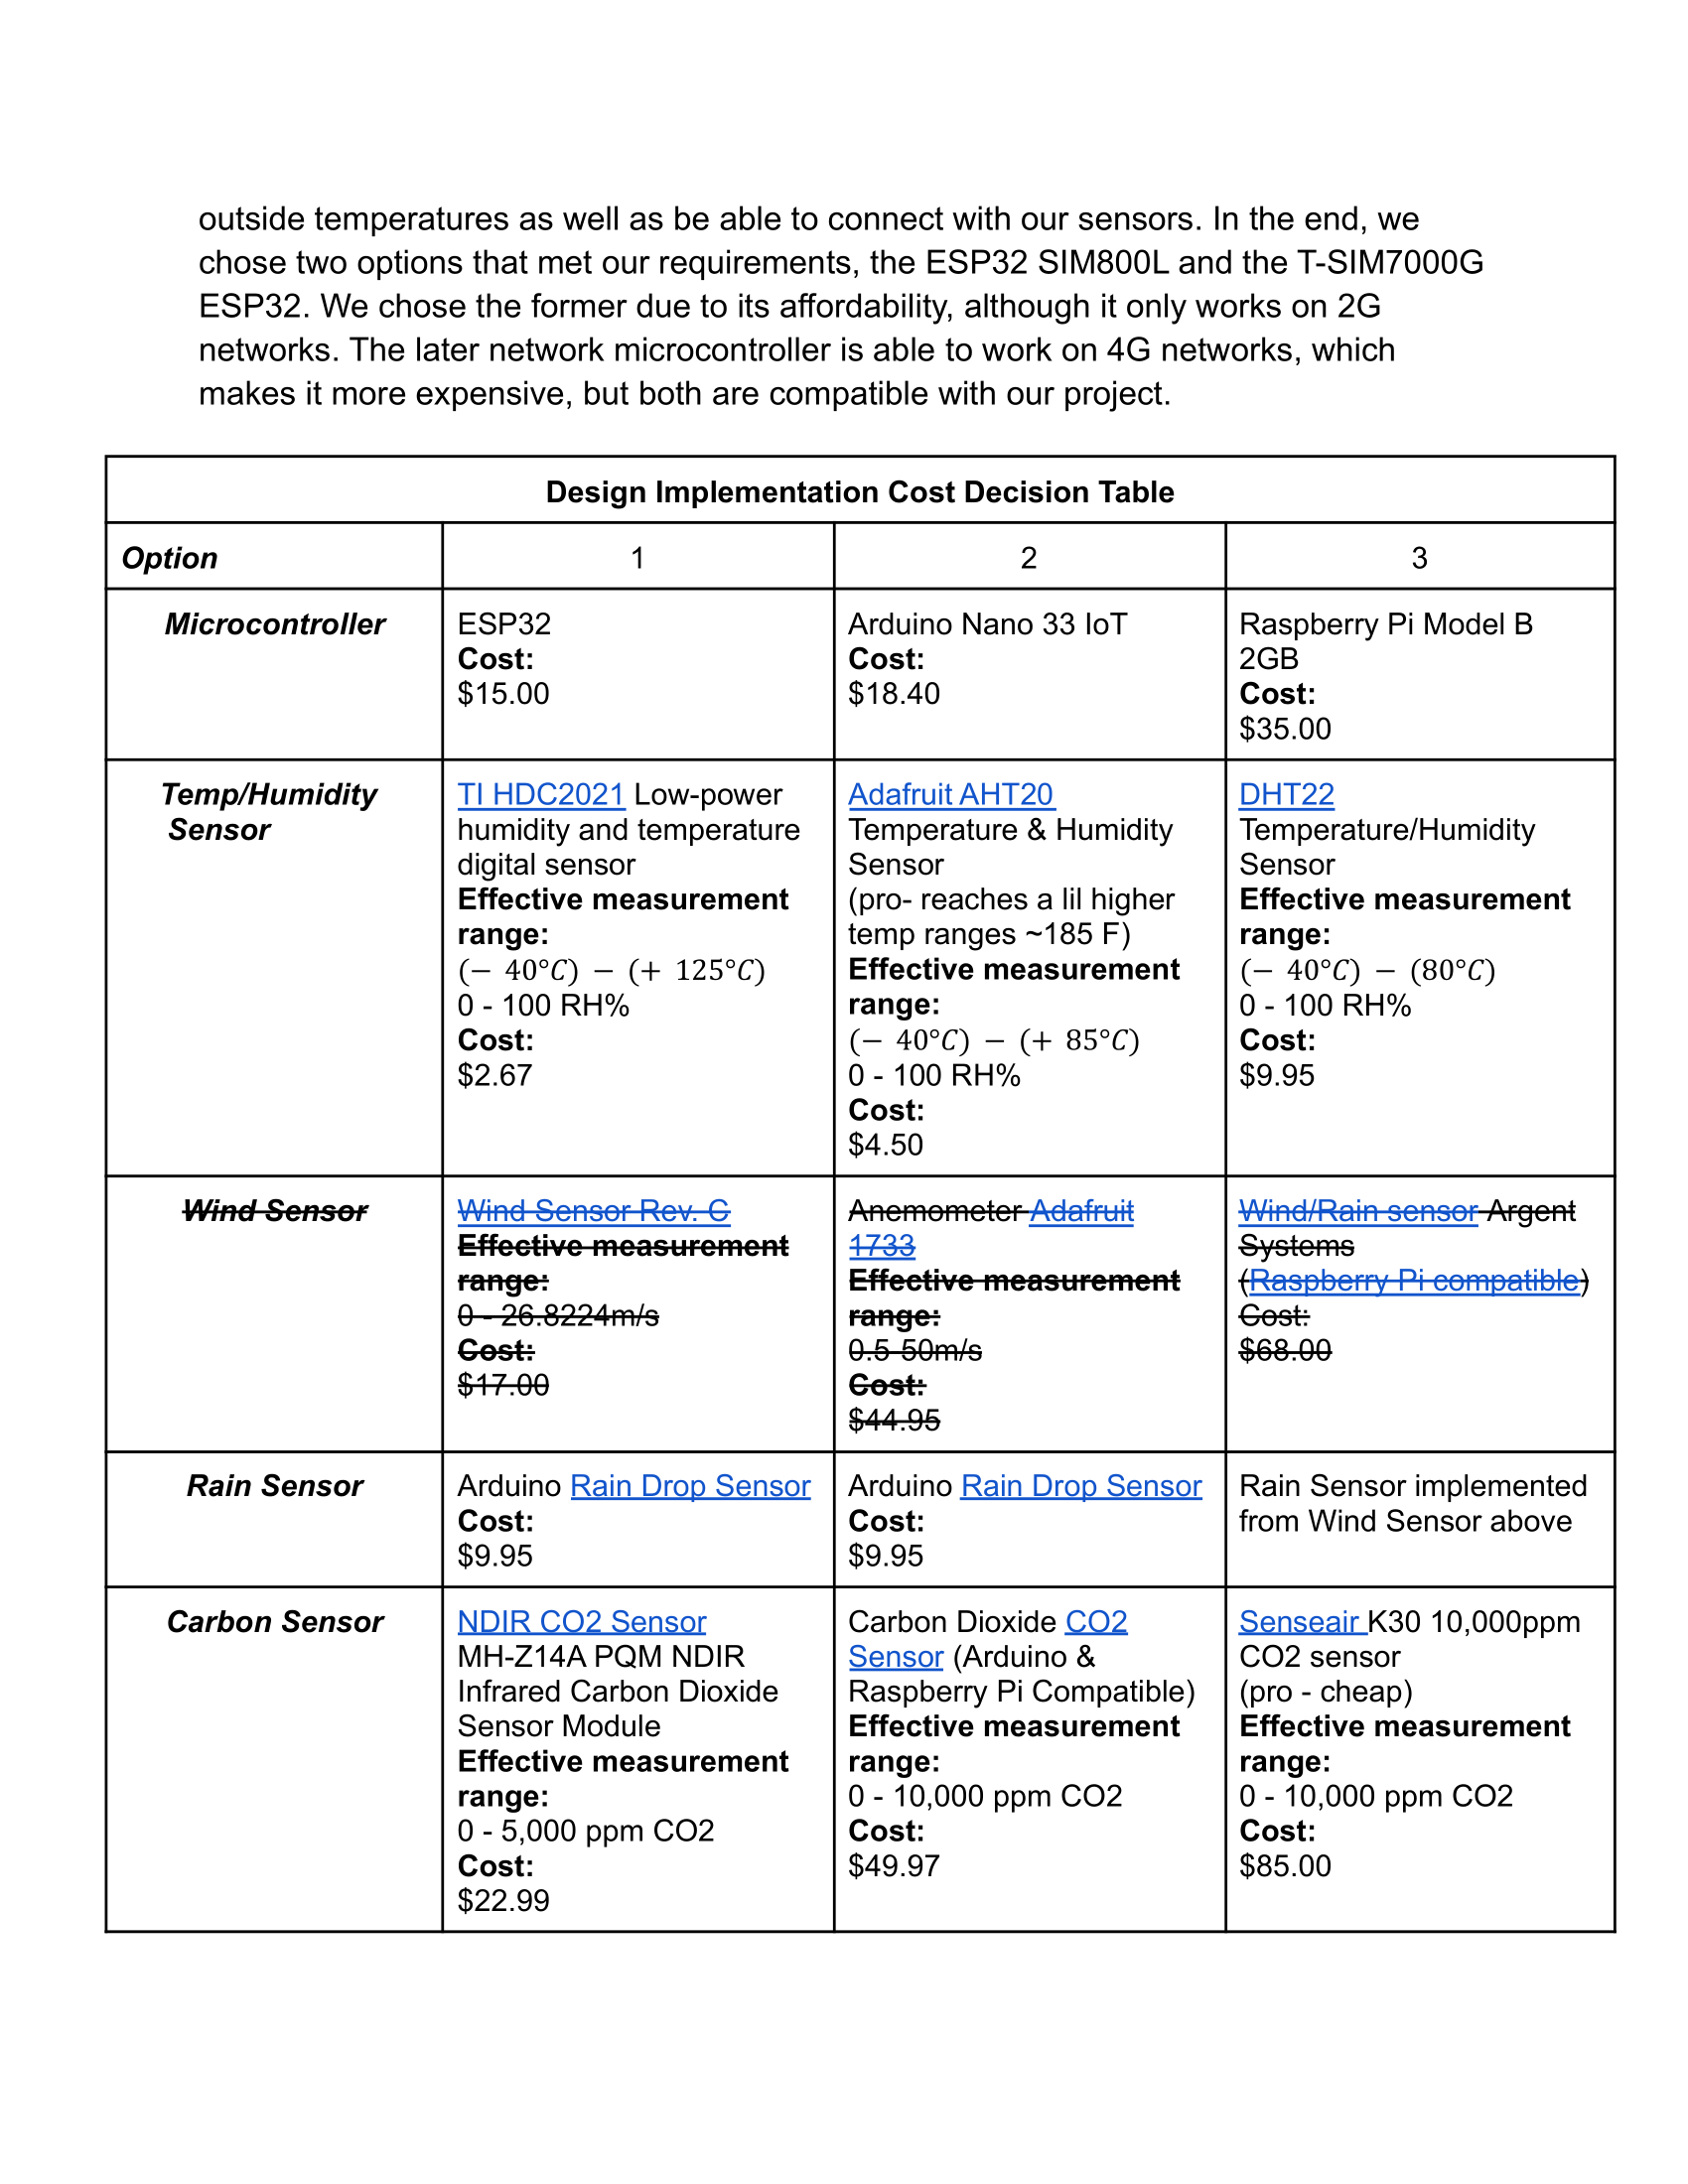 outside temperatures as well as be able to connect with our sensors. In the end, we
chose two options that met our requirements, the ESP32 SIM800L and the T-SIM7000G
ESP32. We chose the former due to its affordability, although it only works on 2G
networks. The later network microcontroller is able to work on 4G networks, which
makes it more expensive, but both are compatible with our project.
Design Implementation Cost Decision Table
Option
1
2
3
Microcontroller
ESP32
Cost:
$15.00
Arduino Nano 33 IoT
Cost:
$18.40
Raspberry Pi Model B
2GB
Cost:
$35.00
Temp/Humidity
Sensor
TI HDC2021 Low-power
humidity and temperature
digital sensor
Effective measurement
range:
(− 40°C) − (+ 125°C)
0 - 100 RH%
Cost:
$2.67
Adafruit AHT20
Temperature & Humidity
Sensor
(pro- reaches a lil higher
temp ranges ~185 F)
Effective measurement
range:
(− 40°C) − (+ 85°C)
0 - 100 RH%
Cost:
$4.50
DHT22
Temperature/Humidity
Sensor
Effective measurement
range:
(− 40°C) − (80°C)
0 - 100 RH%
Cost:
$9.95
Wind Sensor
Wind Sensor Rev. C
Effective measurement
range:
0 - 26.8224m/s
Cost:
$17.00
Anemometer Adafruit
1733
Effective measurement
range:
0.5-50m/s
Cost:
$44.95
Wind/Rain sensor Argent
Systems
(Raspberry Pi compatible)
Cost:
$68.00
Rain Sensor
Arduino Rain Drop Sensor
Cost:
$9.95
Arduino Rain Drop Sensor
Cost:
$9.95
Rain Sensor implemented
from Wind Sensor above
Carbon Sensor
NDIR CO2 Sensor
MH-Z14A PQM NDIR
Infrared Carbon Dioxide
Sensor Module
Effective measurement
range:
0 - 5,000 ppm CO2
Cost:
$22.99
Carbon Dioxide CO2
Sensor (Arduino &
Raspberry Pi Compatible)
Effective measurement
range:
0 - 10,000 ppm CO2
Cost:
$49.97
Senseair K30 10,000ppm
CO2 sensor
(pro - cheap)
Effective measurement
range:
0 - 10,000 ppm CO2
Cost:
$85.00